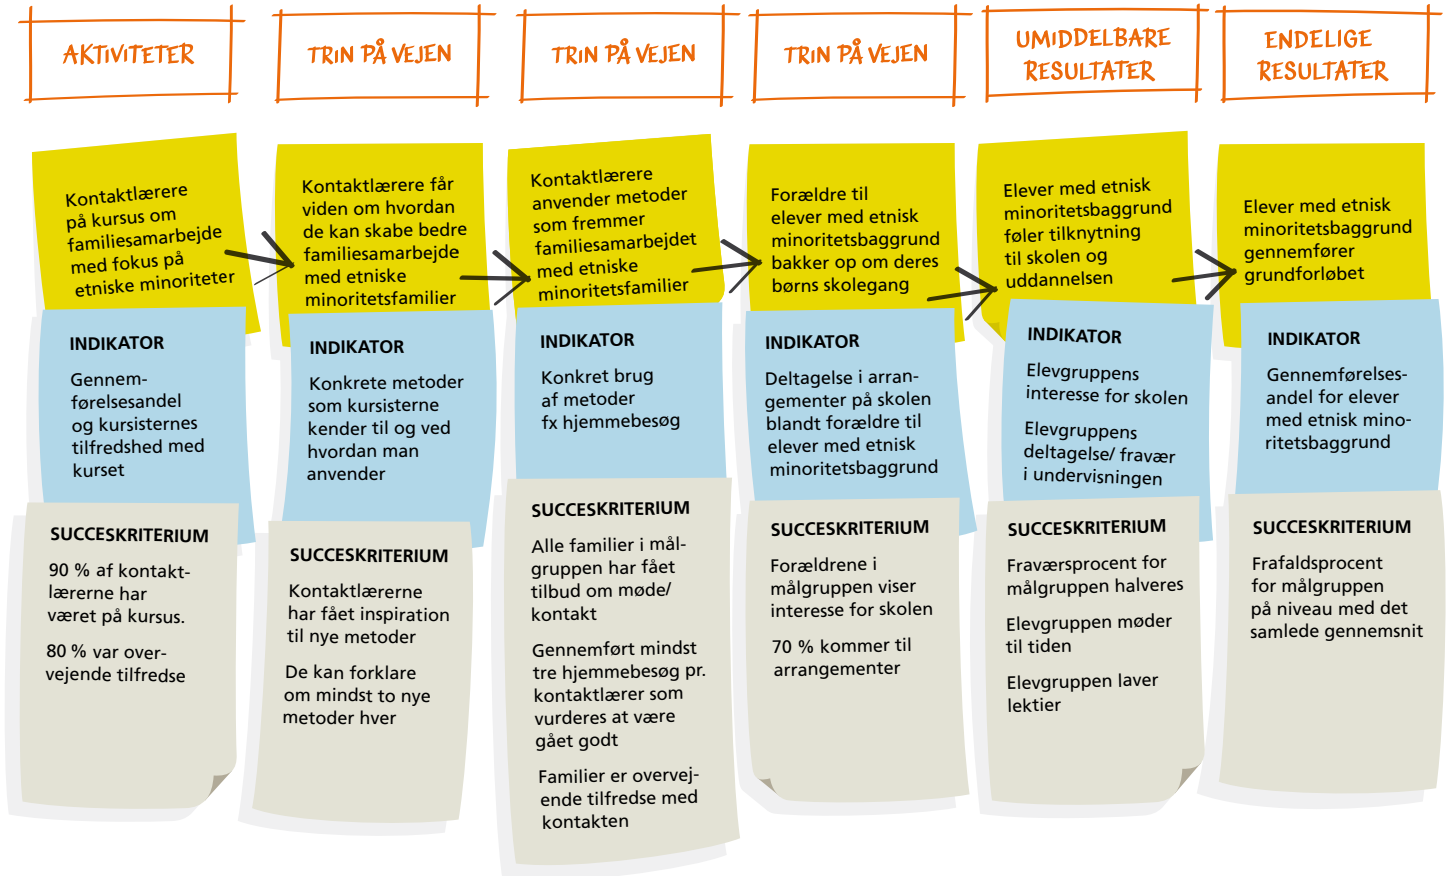 AKTIVITETER
TRIN PÅ VEJEN
TRIN PÅ VEJEN
TRIN PÅ VEJEN
UMIDDELBARE
RESULTATER
ENDELIGE
RESULTATER
Kontaktlærere
på kursus om
familiesamarbejde
med fokus på
etniske minoriteter
INDIKATOR
Gennem-
førelsesandel
og kursisternes
tilfredshed med
kurset
SUCCESKRITERIUM
90 % af kontakt-
lærerne har
været på kursus.
80 % var over-
vejende tilfredse
Kontaktlærere får
viden om hvordan
de kan skabe bedre
familiesamarbejde
med etniske
minoritetsfamilier
INDIKATOR
Konkrete metoder
som kursisterne
kender til og ved
hvordan man
anvender
SUCCESKRITERIUM
Kontaktlærerne
har fået inspiration
til nye metoder
De kan forklare
om mindst to nye
metoder hver
Kontaktlærere
anvender metoder
som fremmer
familiesamarbejdet
med etniske
minoritetsfamilier
INDIKATOR
Konkret brug
af metoder
fx hjemmebesøg
SUCCESKRITERIUM
Alle familier i mål-
gruppen har fået
tilbud om møde/
kontakt
Gennemført mindst
tre hjemmebesøg pr.
kontaktlærer som
vurderes at være
gået godt
Familier er overvej-
ende tilfredse med
kontakten
Forældre til
elever med etnisk
minoritetsbaggrund
bakker op om deres
børns skolegang
INDIKATOR
Deltagelse i arran-
gementer på skolen
blandt forældre til
elever med etnisk
minoritetsbaggrund
SUCCESKRITERIUM
Forældrene i
målgruppen viser
interesse for skolen
70 % kommer til
arrangementer
Elever med etnisk
minoritetsbaggrund
føler tilknytning
til skolen og
uddannelsen
INDIKATOR
Elevgruppens
interesse for skolen
Elevgruppens
deltagelse/ fravær
i undervisningen
SUCCESKRITERIUM
Fraværsprocent for
målgruppen halveres
Elevgruppen møder
til tiden
Elevgruppen laver
lektier
Elever med etnisk
minoritetsbaggrund
gennemfører
grundforløbet
INDIKATOR
Gennemførelses-
andel for elever
med etnisk mino-
ritetsbaggrund
SUCCESKRITERIUM
Frafaldsprocent
for målgruppen
på niveau med det
samlede gennemsnit